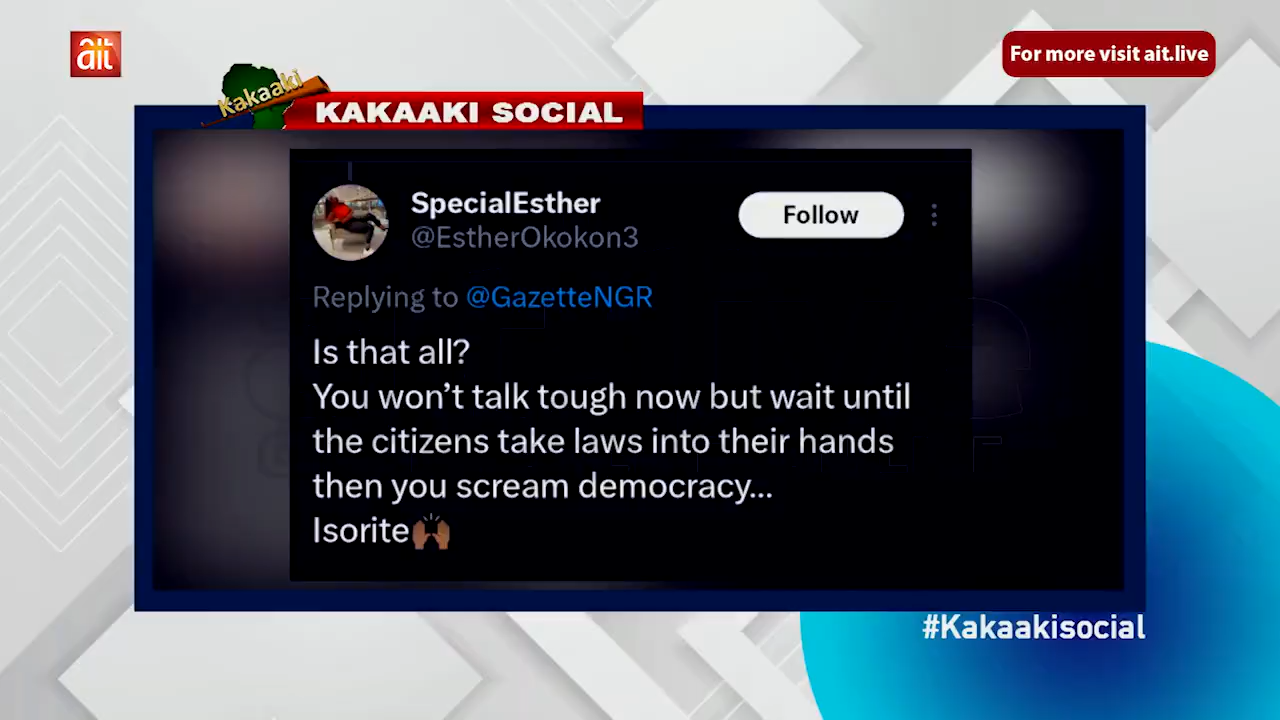 ait
For more visit ait.live
Kakaaki
KAKAAKI SOCIAL
SpecialEsther
Follow
@EstherOkokon3
Replying to @GazetteNGR
Is that all?
You won’t talk tough now but wait until
the citizens take laws into their hands
then you scream democracy...
Isorite🙌🏾
#Kakaakisocial